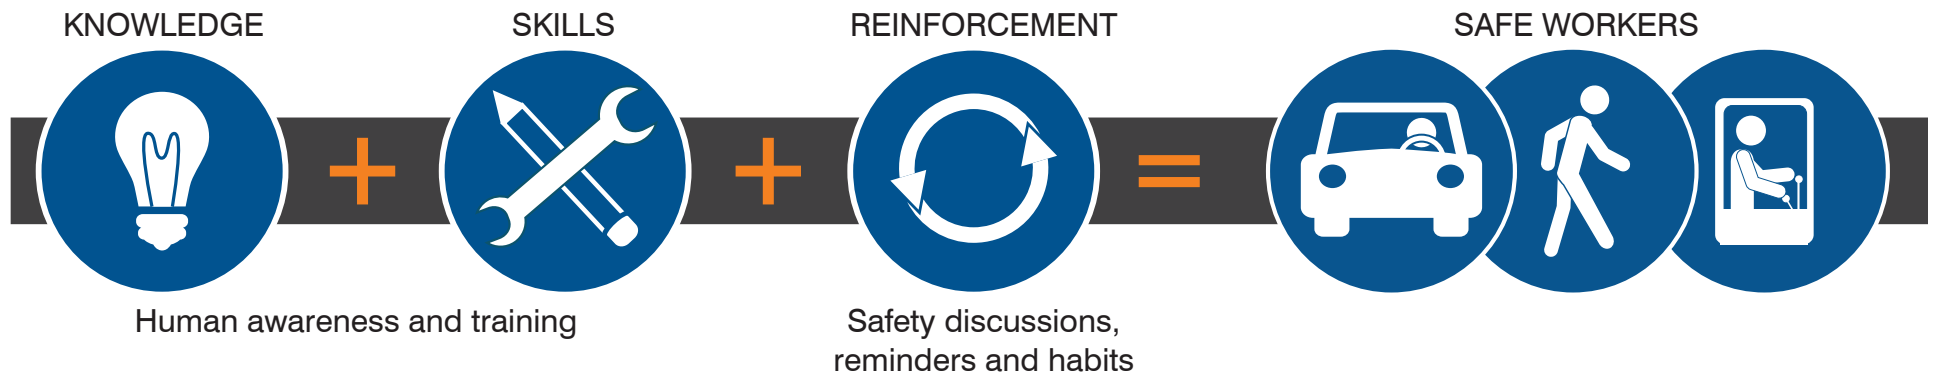 KNOWLEDGE
SKILLS
REINFORCEMENT
SAFE WORKERS
+
+
=
Human awareness and training
Safety discussions,
reminders and habits